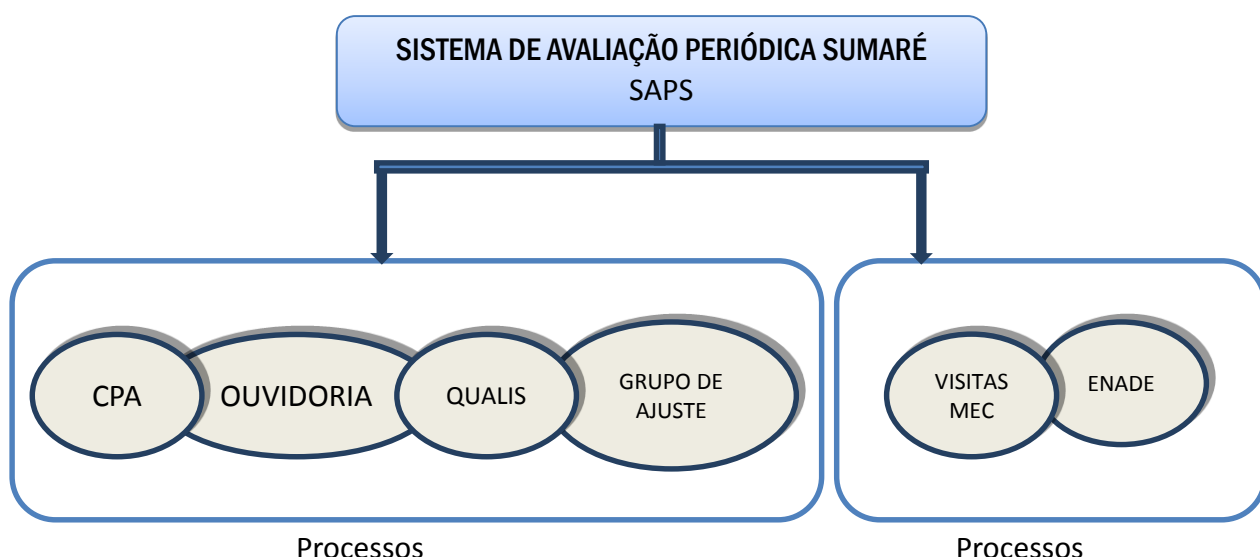 SISTEMA DE AVALIAÇÃO PERIÓDICA SUMARÉ
SAPS
CPA
OUVIDORIA
QUALIS
GRUPO DE
AJUSTE
VISITAS
MEC
ENADE
Processos
Processos